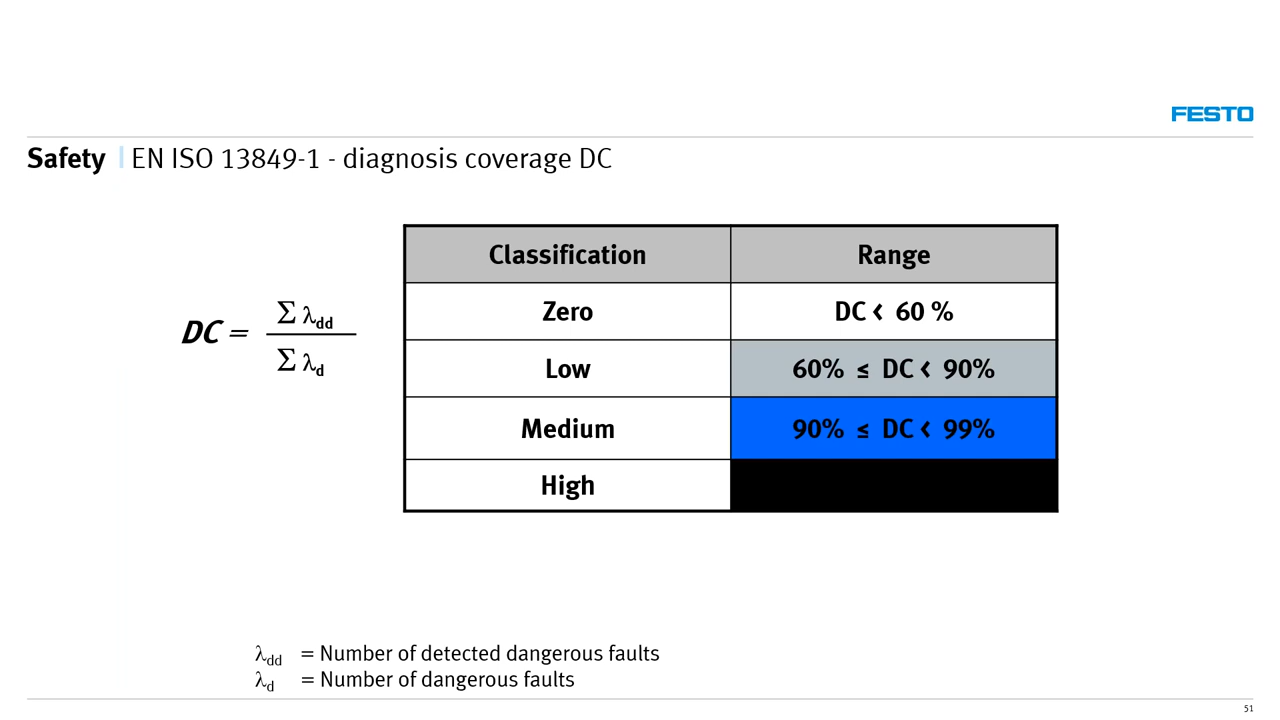 FESTO
Safety | EN ISO 13849-1 - diagnosis coverage DC
Classification Range
Zero DC < 60 %
DC = Σ λdd / Σ λd
Low 60% ≤ DC < 90%
Medium 90% ≤ DC < 99%
High
λdd = Number of detected dangerous faults
λd = Number of dangerous faults
51